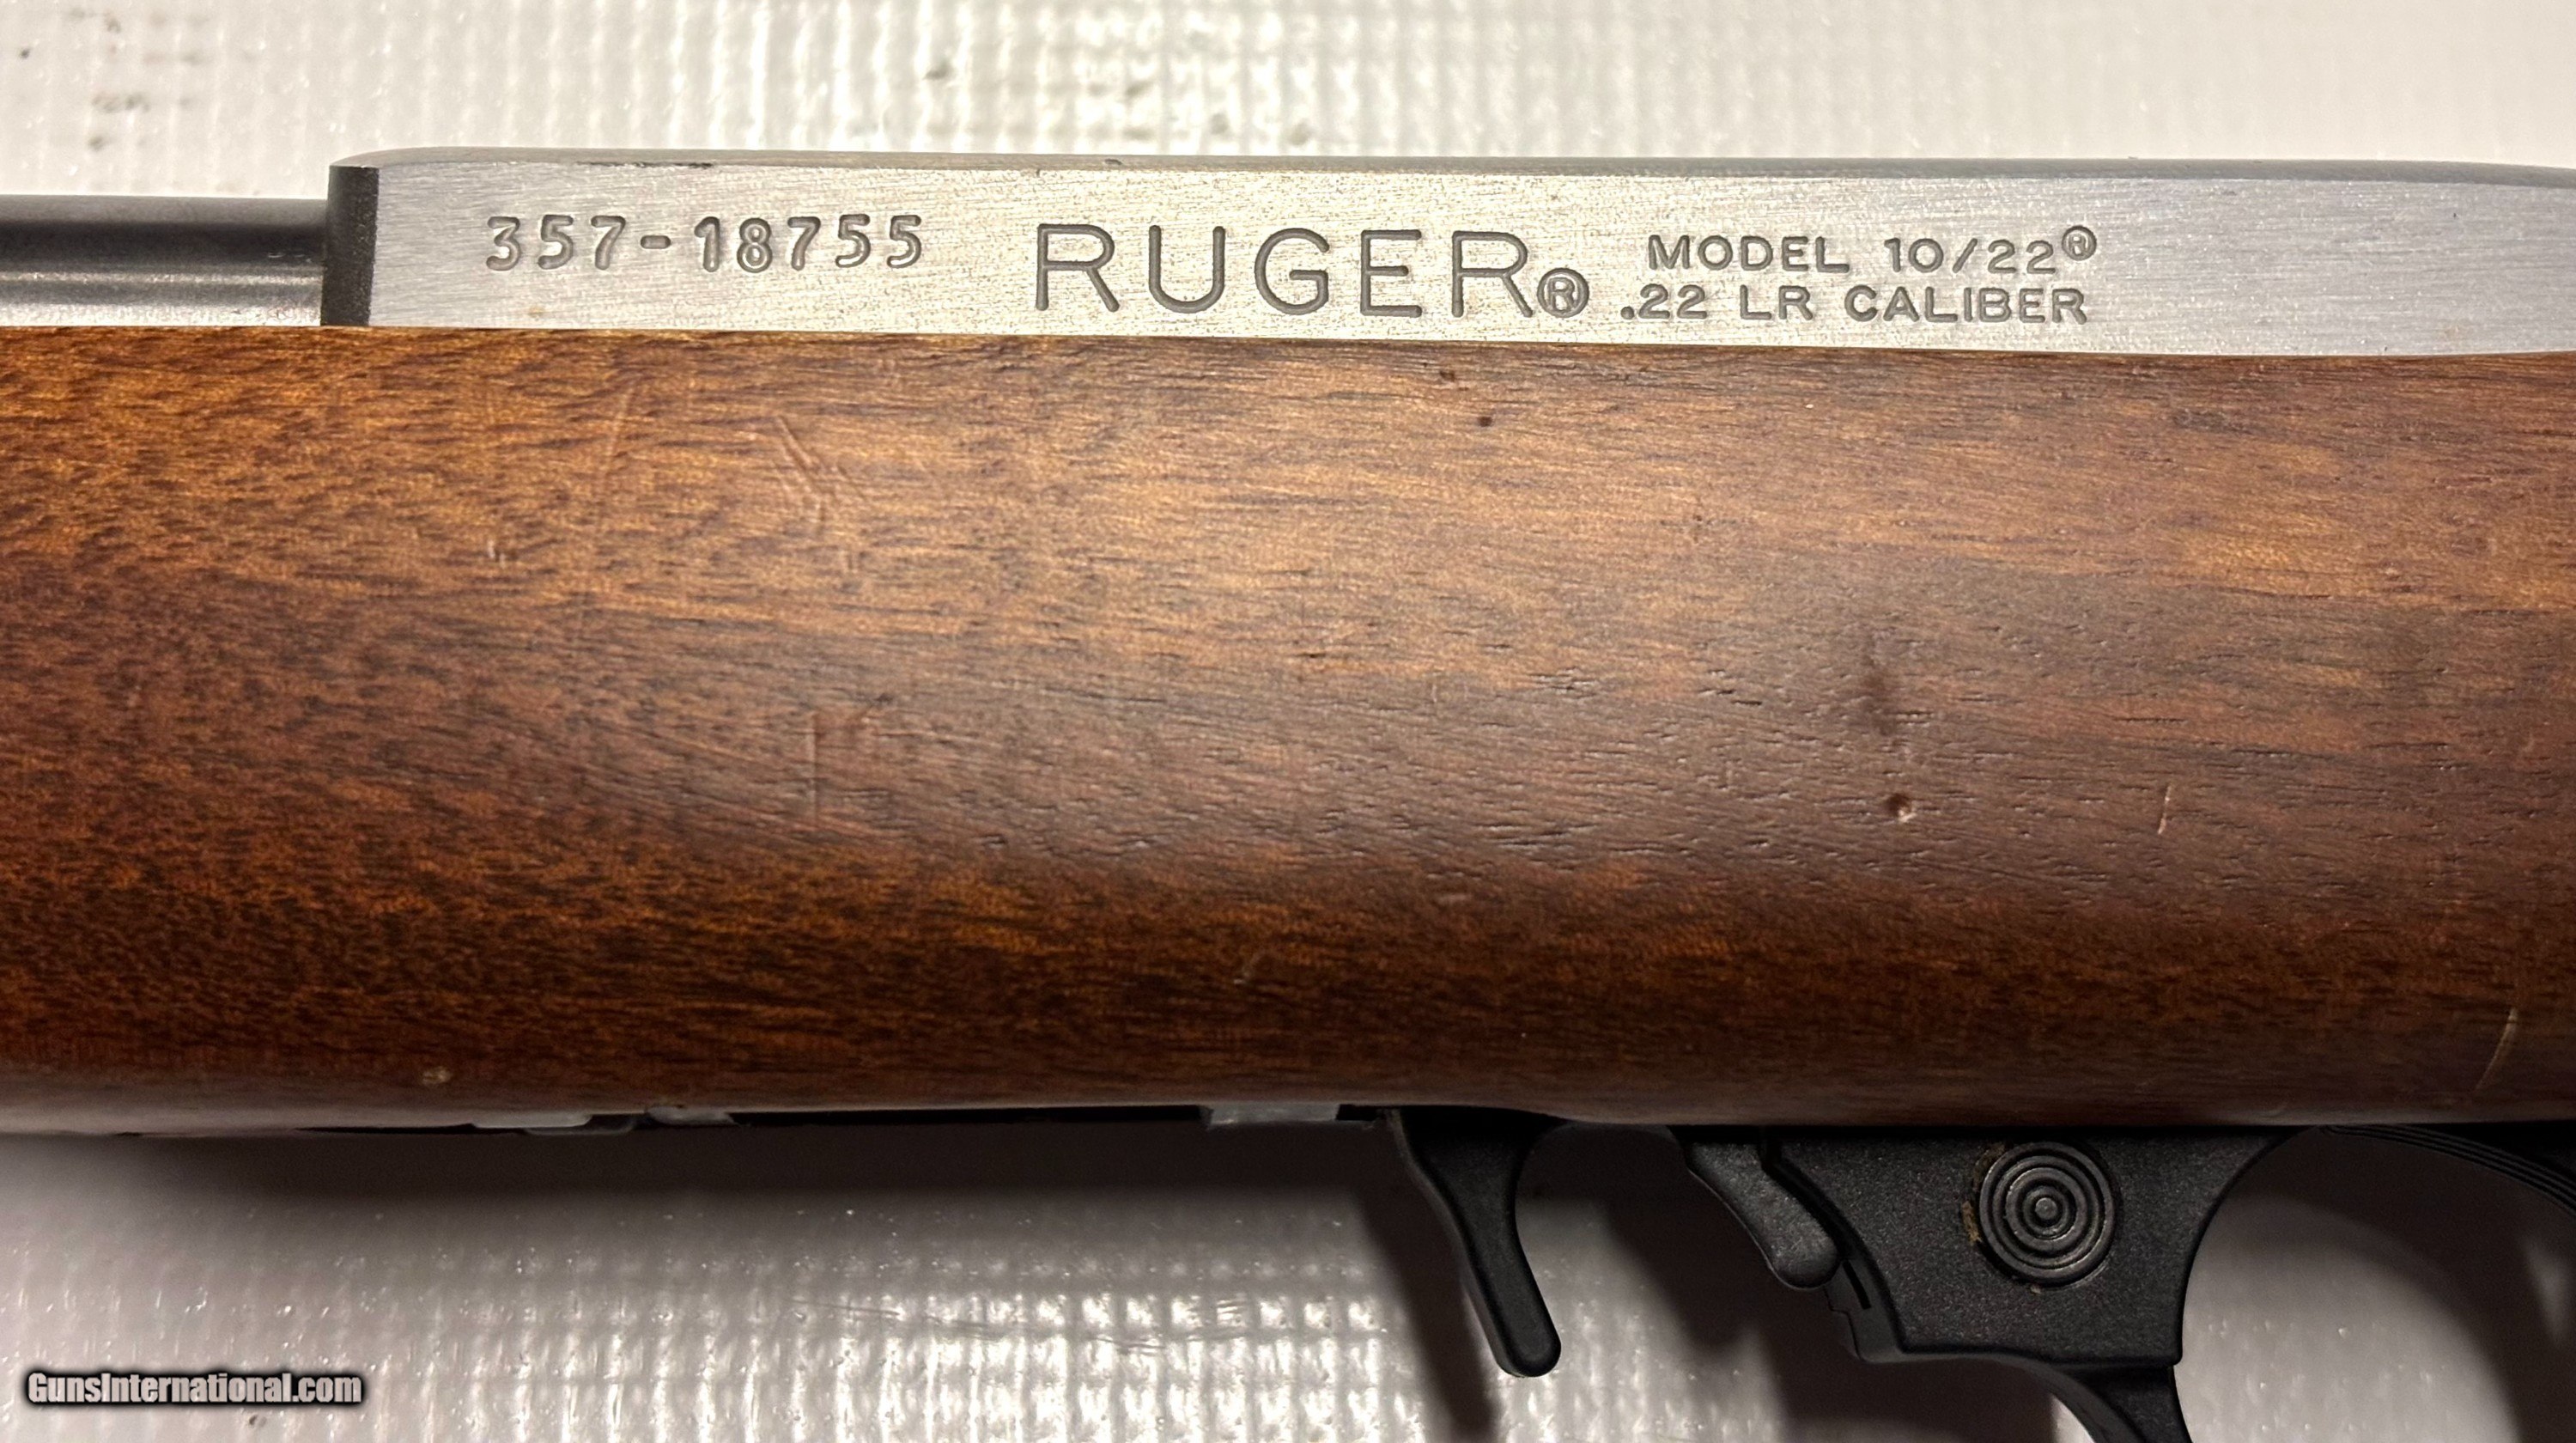 357-18755 RUGER® MODEL 10/22®
.22 LR CALIBER
GunsInternational.com